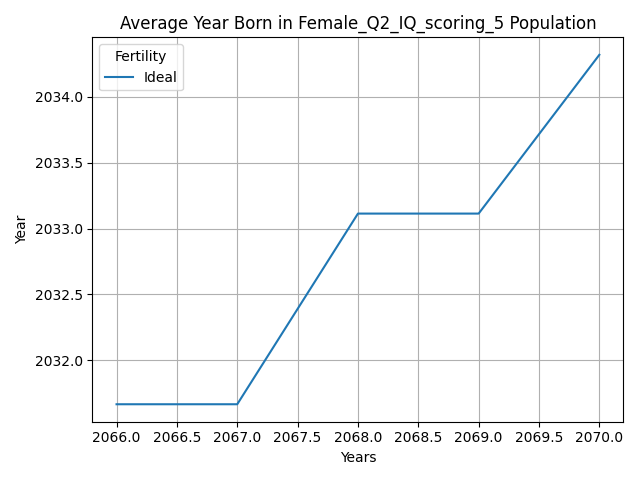 Average Year Born in Female_Q2_IQ_scoring_5 Population
Fertility
Ideal
2034.0
2033.5
2033.0
2032.5
2032.0
Year
2066.0 2066.5 2067.0 2067.5 2068.0 2068.5 2069.0 2069.5 2070.0
Years